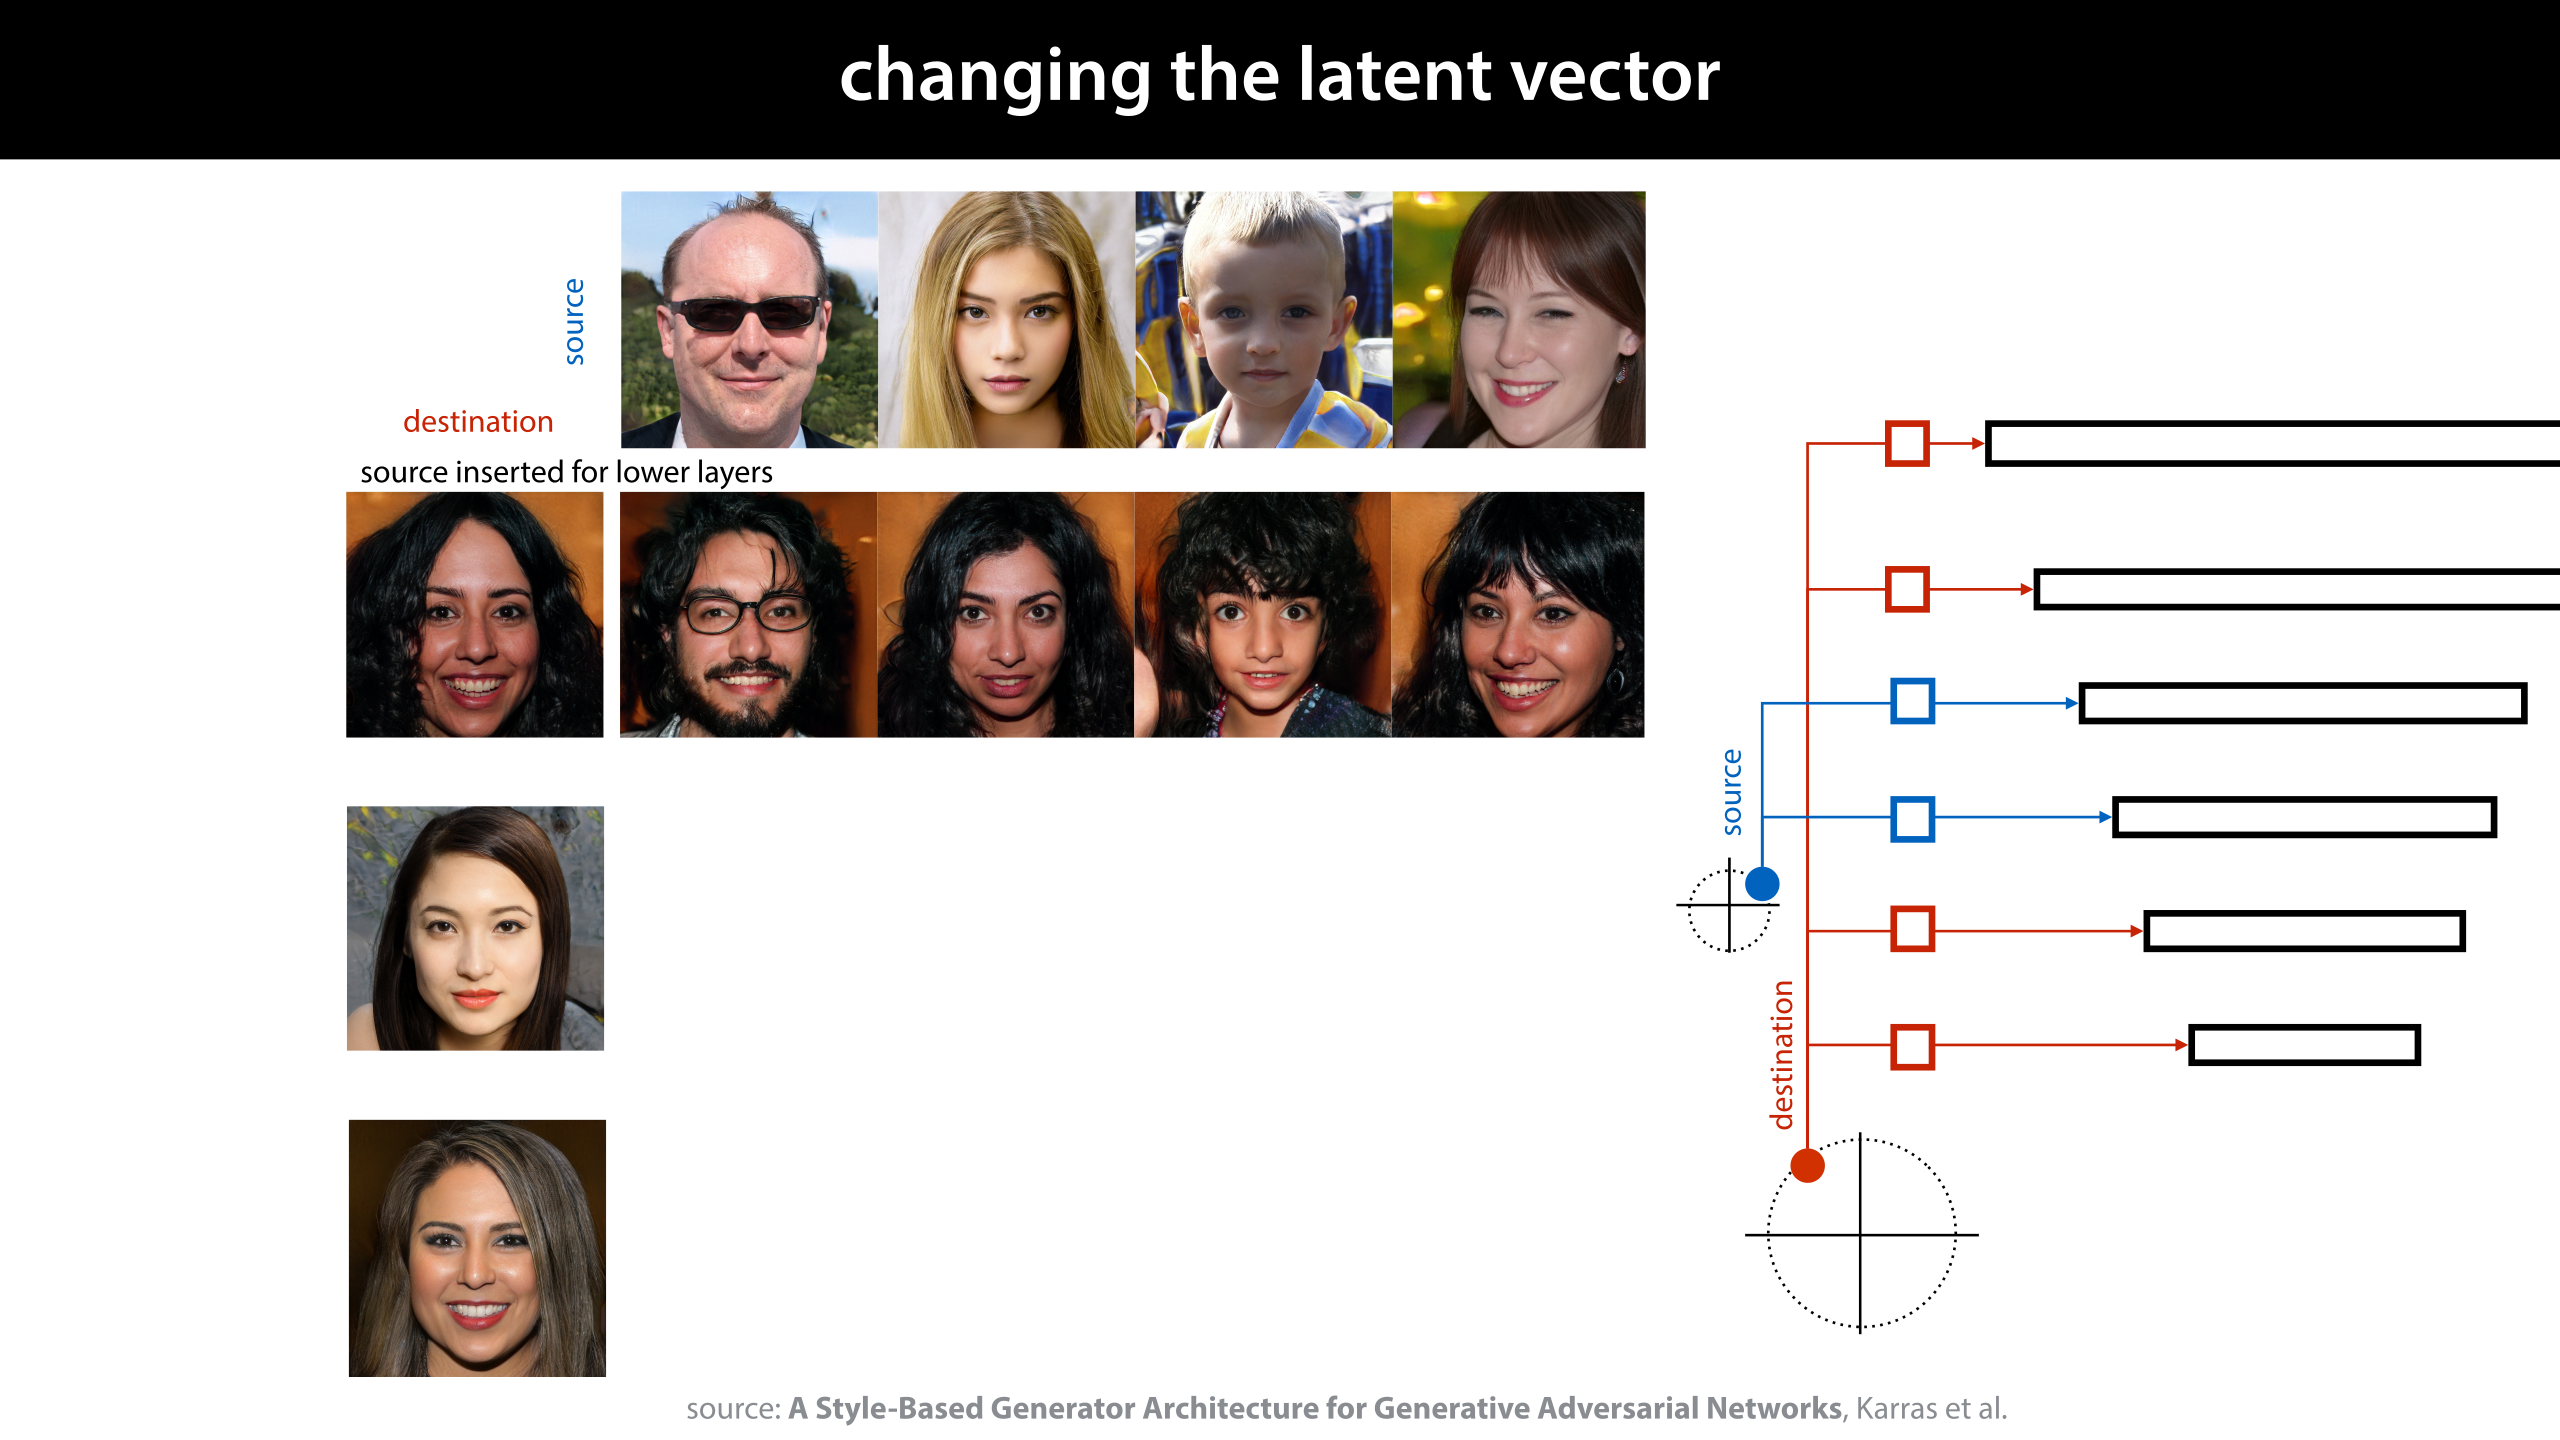 changing the latent vector
source
destination
source inserted for lower layers
source
destination
source: A Style-Based Generator Architecture for Generative Adversarial Networks, Karras et al.